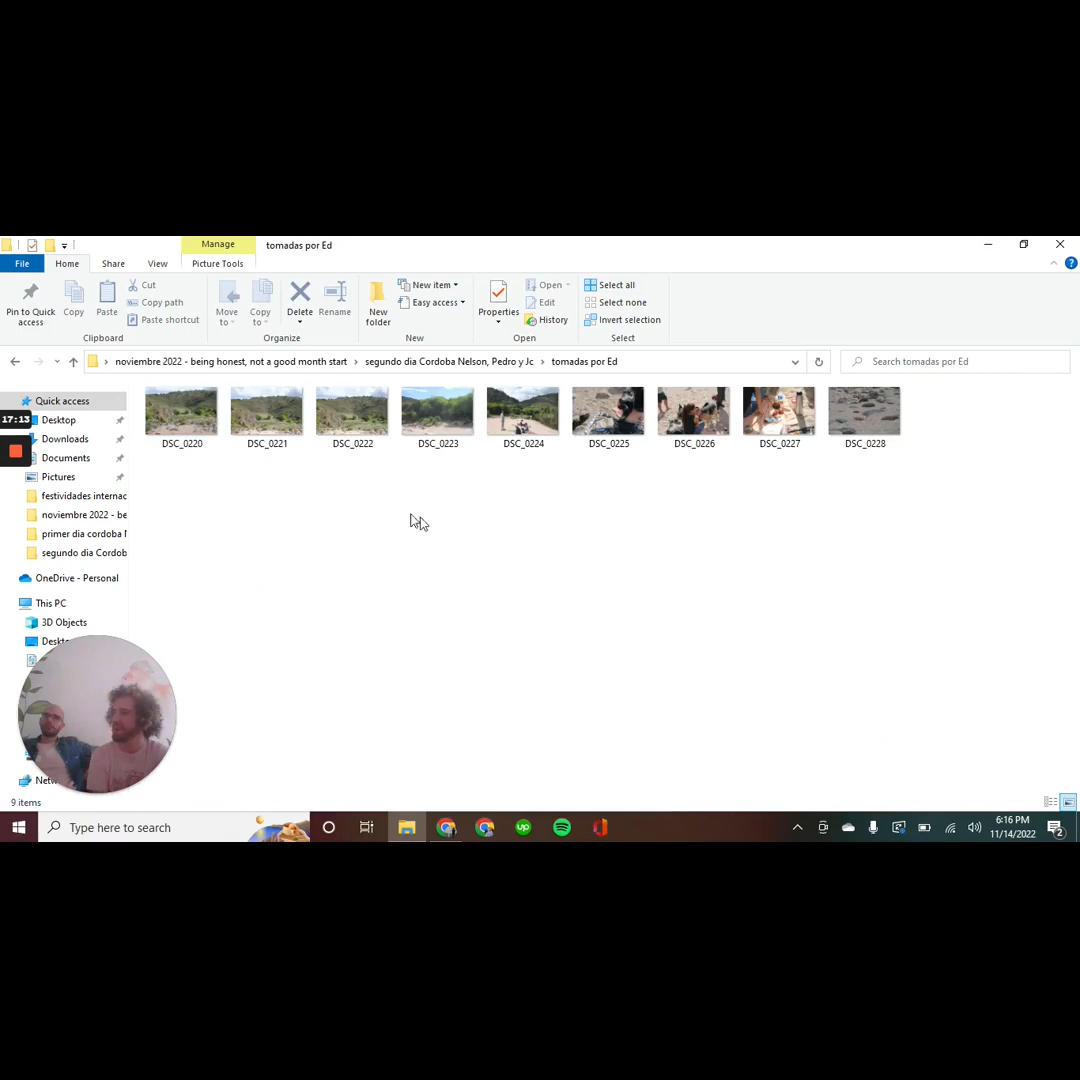 Manage
tomadas por Ed
File
Home
Share
View
Picture Tools
Pin to Quick access
Copy
Paste
Cut
Copy path
Paste shortcut
Clipboard
Move to
Copy to
Delete
Rename
Organize
New folder
New item
Easy access
New
Properties
Open
Edit
History
Open
Select all
Select none
Invert selection
Select
noviembre 2022 - being honest, not a good month start › segundo dia Cordoba Nelson, Pedro y Jc › tomadas por Ed
Search tomadas por Ed
Quick access
17:13
Desktop
Downloads
Documents
Pictures
festividades internac
noviembre 2022 - be
primer dia cordoba
segundo dia Cordob
OneDrive - Personal
This PC
3D Objects
Deskt
Netw
DSC_0220
DSC_0221
DSC_0222
DSC_0223
DSC_0224
DSC_0225
DSC_0226
DSC_0227
DSC_0228
9 items
Type here to search
up
6:16 PM
11/14/2022
2